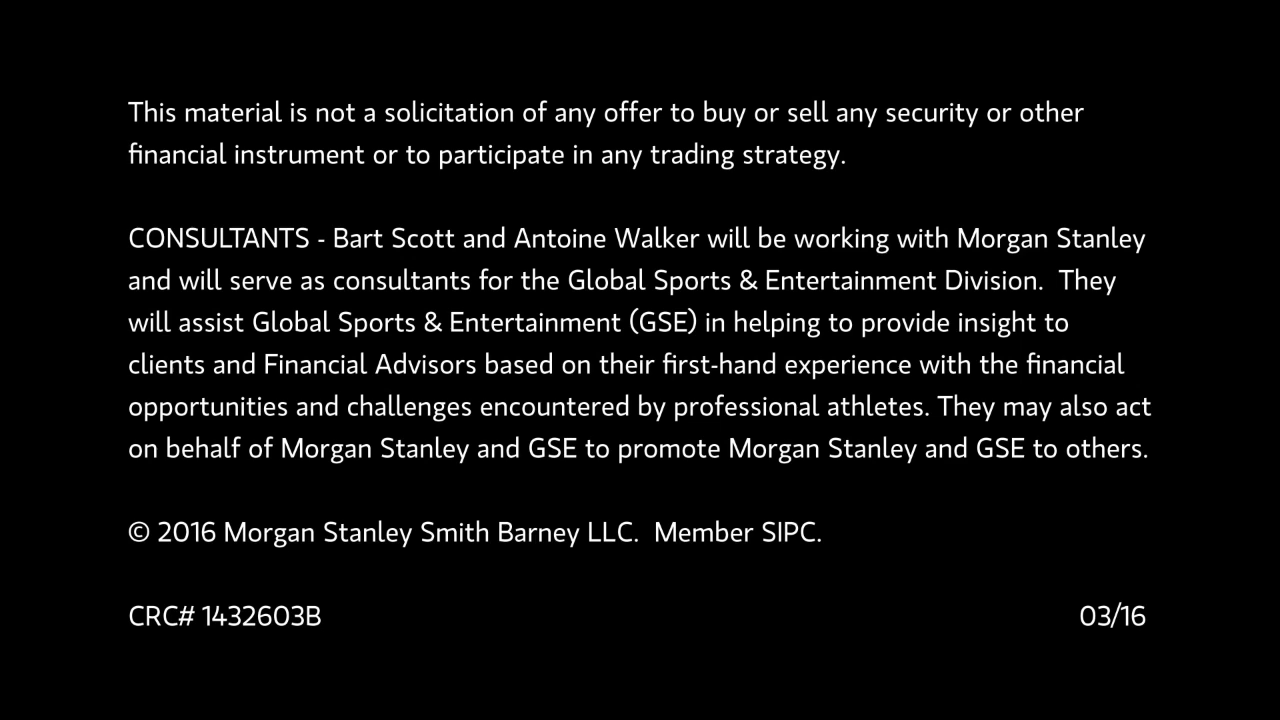 This material is not a solicitation of any offer to buy or sell any security or other
financial instrument or to participate in any trading strategy.
CONSULTANTS - Bart Scott and Antoine Walker will be working with Morgan Stanley
and will serve as consultants for the Global Sports & Entertainment Division.  They
will assist Global Sports & Entertainment (GSE) in helping to provide insight to
clients and Financial Advisors based on their first-hand experience with the financial
opportunities and challenges encountered by professional athletes. They may also act
on behalf of Morgan Stanley and GSE to promote Morgan Stanley and GSE to others.
© 2016 Morgan Stanley Smith Barney LLC.  Member SIPC.
CRC# 1432603B 03/16